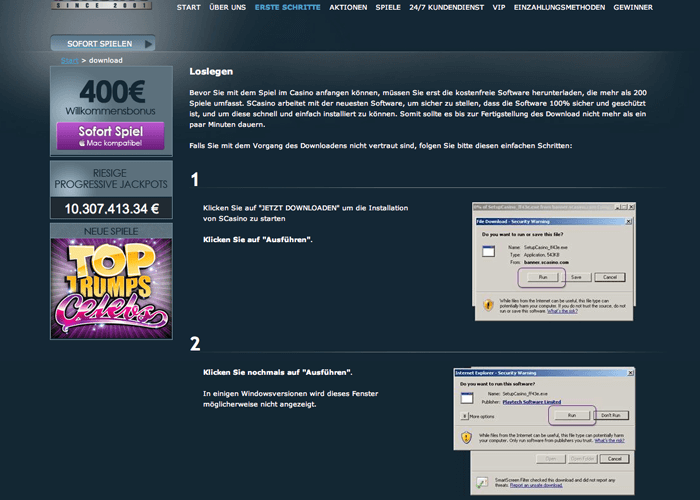 SINCE 2001
START ÜBER UNS ERSTE SCHRITTE AKTIONEN SPIELE 24/7 KUNDENDIENST VIP EINZAHLUNGSMETHODEN GEWINNER
SOFORT SPIELEN
Start > download
400€
Willkommensbonus
Sofort Spiel
Mac kompatibel
RIESIGE
PROGRESSIVE JACKPOTS
10.307.413.34 €
NEUE SPIELE
TOP
TRUMPS
Celebs
Loslegen
Bevor Sie mit dem Spiel im Casino anfangen können, müssen Sie erst die kostenfreie Software herunterladen, die mehr als 200
Spiele umfasst. SCasino arbeitet mit der neuesten Software, um sicher zu stellen, dass die Software 100% sicher und geschützt
ist, und um diese schnell und einfach installiert zu können. Somit sollte es bis zur Fertigstellung des Download nicht mehr als ein
paar Minuten dauern.
Falls Sie mit dem Vorgang des Downloadens nicht vertraut sind, folgen Sie bitte diesen einfachen Schritten:
1
Klicken Sie auf "JETZT DOWNLOADEN" um die Installation
von SCasino zu starten
Klicken Sie auf "Ausführen".
File Download - Security Warning
Do you want to run or save this file?
Name: SetupCasino_ff43e.exe
Type: Application, 543KB
From: banner.scasino.com
Run Save Cancel
While files from the Internet can be useful, this file type can
potentially harm your computer. If you do not trust the source, do not
run or save this software. What's the risk?
2
Klicken Sie nochmals auf "Ausführen".
In einigen Windowsversionen wird dieses Fenster
möglicherweise nicht angezeigt.
Internet Explorer - Security Warning
Do you want to run this software?
Name: SetupCasino_ff43e.exe
Publisher: Playtech Software Limited
More options Run Don't Run
While files from the Internet can be useful, this file type can potentially harm
your computer. Only run software from publishers you trust. What's the risk?
Open Open Folder Cancel
SmartScreen Filter checked this download and did not report any
threats. Report an unsafe download.